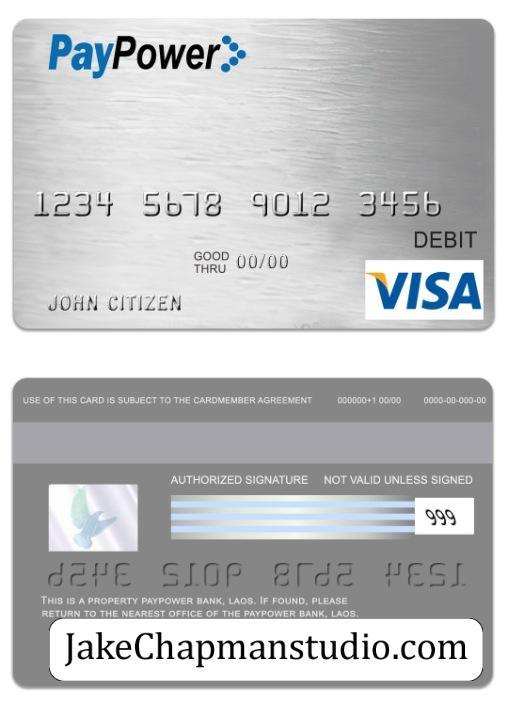 PayPower
1234 5678 9012 3456
DEBIT
GOOD
THRU 00/00
VISA
JOHN CITIZEN
USE OF THIS CARD IS SUBJECT TO THE CARDMEMBER AGREEMENT 000000+1 00/00 0000-00-000-00
AUTHORIZED SIGNATURE NOT VALID UNLESS SIGNED
999
THIS IS A PROPERTY PAYPOWER BANK, LAOS. IF FOUND, PLEASE
RETURN TO THE NEAREST OFFICE OF THE PAYPOWER BANK, LAOS.
JakeChapmanstudio.com